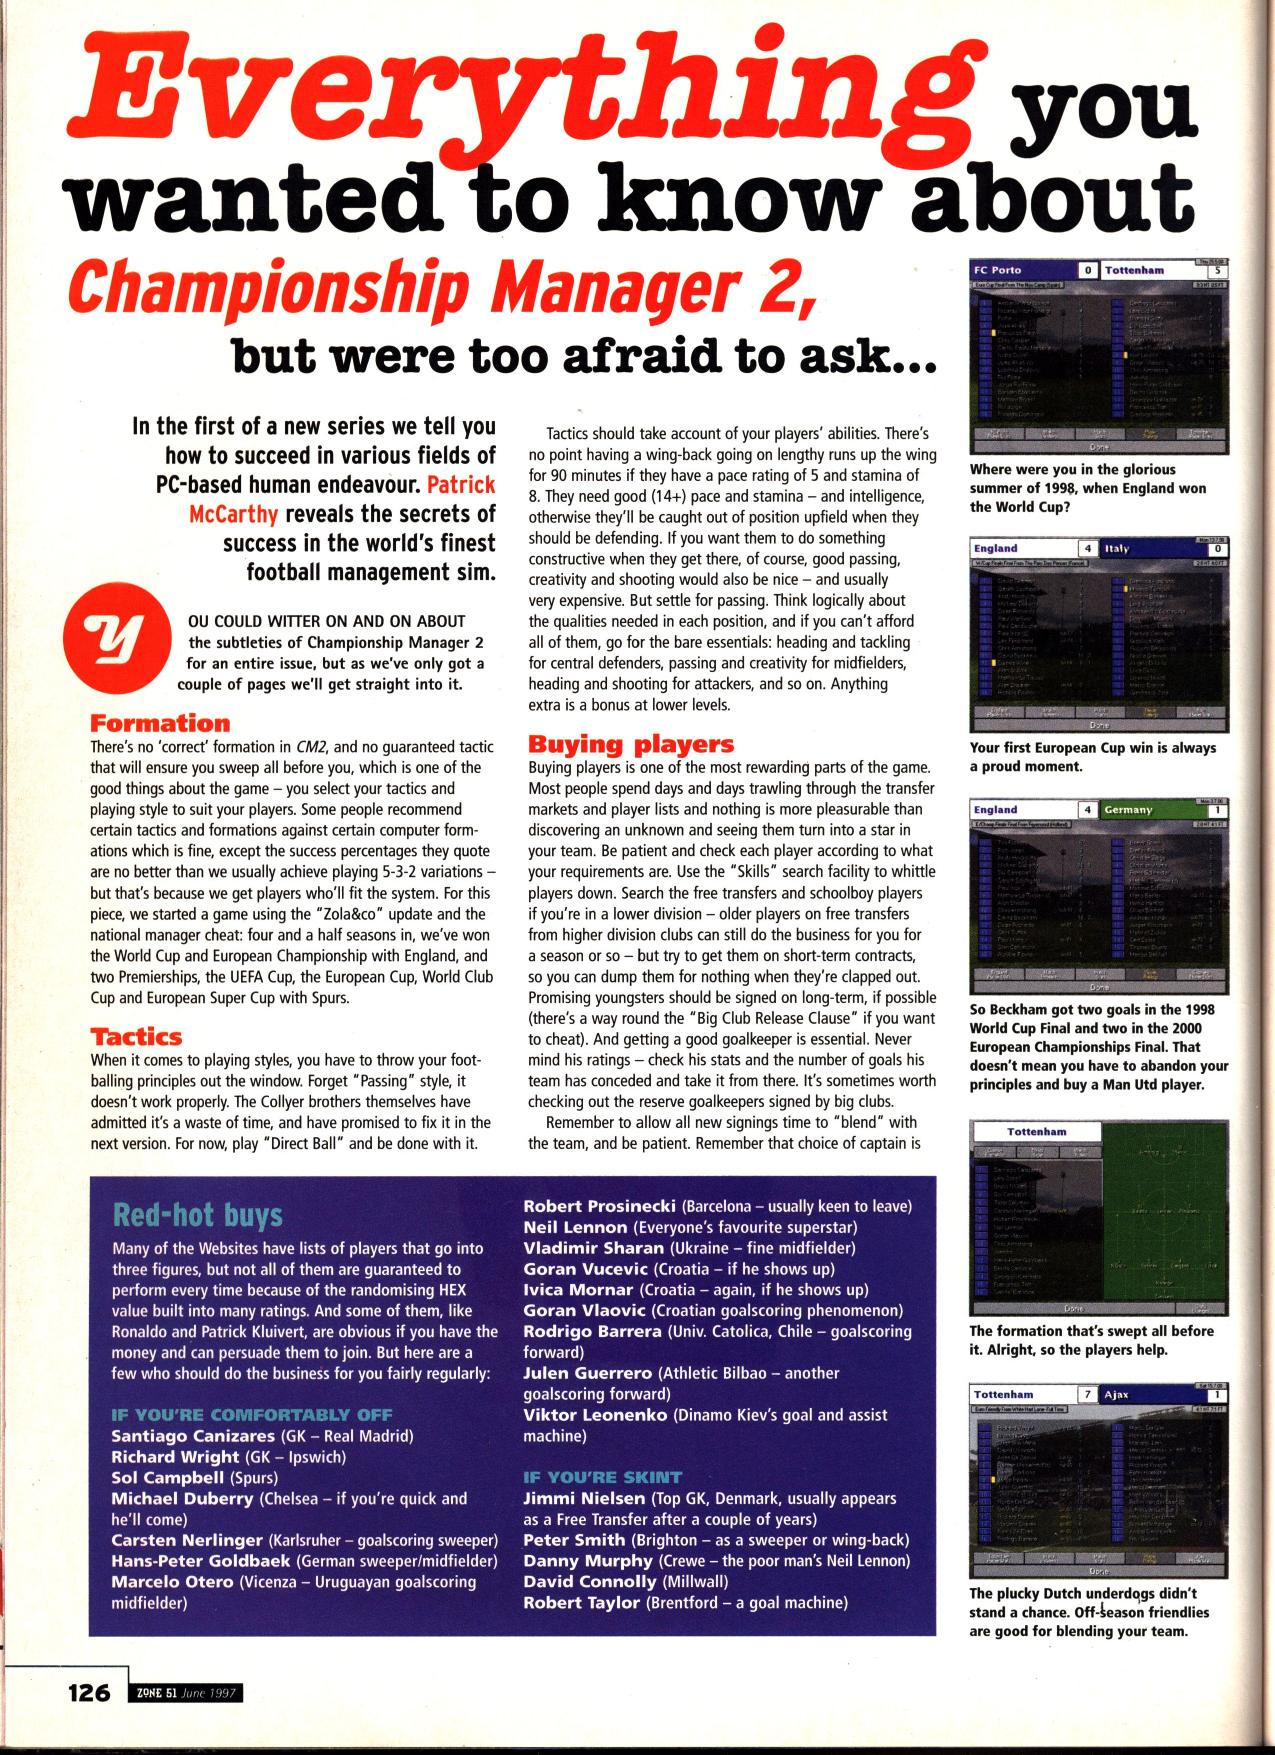 Everything you
wanted to know about
Championship Manager 2,
but were too afraid to ask...
In the first of a new series we tell you
how to succeed in various fields of
PC-based human endeavour. Patrick
McCarthy reveals the secrets of
success in the world's finest
football management sim.
Y
OU COULD WITTER ON AND ON ABOUT
the subtleties of Championship Manager 2
for an entire issue, but as we've only got a
couple of pages we'll get straight into it.
Formation
There's no 'correct' formation in CM2, and no guaranteed tactic
that will ensure you sweep all before you, which is one of the
good things about the game – you select your tactics and
playing style to suit your players. Some people recommend
certain tactics and formations against certain computer form-
ations which is fine, except the success percentages they quote
are no better than we usually achieve playing 5-3-2 variations –
but that's because we get players who'll fit the system. For this
piece, we started a game using the "Zola&co" update and the
national manager cheat: four and a half seasons in, we've won
the World Cup and European Championship with England, and
two Premierships, the UEFA Cup, the European Cup, World Club
Cup and European Super Cup with Spurs.
Tactics
When it comes to playing styles, you have to throw your foot-
balling principles out the window. Forget "Passing" style, it
doesn't work properly. The Collyer brothers themselves have
admitted it's a waste of time, and have promised to fix it in the
next version. For now, play "Direct Ball" and be done with it.
Tactics should take account of your players' abilities. There's
no point having a wing-back going on lengthy runs up the wing
for 90 minutes if they have a pace rating of 5 and stamina of
8. They need good (14+) pace and stamina – and intelligence,
otherwise they'll be caught out of position upfield when they
should be defending. If you want them to do something
constructive when they get there, of course, good passing,
creativity and shooting would also be nice – and usually
very expensive. But settle for passing. Think logically about
the qualities needed in each position, and if you can't afford
all of them, go for the bare essentials: heading and tackling
for central defenders, passing and creativity for midfielders,
heading and shooting for attackers, and so on. Anything
extra is a bonus at lower levels.
Buying players
Buying players is one of the most rewarding parts of the game.
Most people spend days and days trawling through the transfer
markets and player lists and nothing is more pleasurable than
discovering an unknown and seeing them turn into a star in
your team. Be patient and check each player according to what
your requirements are. Use the "Skills" search facility to whittle
players down. Search the free transfers and schoolboy players
if you're in a lower division – older players on free transfers
from higher division clubs can still do the business for you for
a season or so – but try to get them on short-term contracts,
so you can dump them for nothing when they're clapped out.
Promising youngsters should be signed on long-term, if possible
(there's a way round the "Big Club Release Clause" if you want
to cheat). And getting a good goalkeeper is essential. Never
mind his ratings – check his stats and the number of goals his
team has conceded and take it from there. It's sometimes worth
checking out the reserve goalkeepers signed by big clubs.
Remember to allow all new signings time to "blend" with
the team, and be patient. Remember that choice of captain is
Red-hot buys
Many of the Websites have lists of players that go into
three figures, but not all of them are guaranteed to
perform every time because of the randomising HEX
value built into many ratings. And some of them, like
Ronaldo and Patrick Kluivert, are obvious if you have the
money and can persuade them to join. But here are a
few who should do the business for you fairly regularly:
IF YOU'RE COMFORTABLY OFF
Santiago Canizares (GK – Real Madrid)
Richard Wright (GK – Ipswich)
Sol Campbell (Spurs)
Michael Duberry (Chelsea – if you're quick and
he'll come)
Carsten Nerlinger (Karlsruher – goalscoring sweeper)
Hans-Peter Goldbaek (German sweeper/midfielder)
Marcelo Otero (Vicenza – Uruguayan goalscoring
midfielder)
Robert Prosinecki (Barcelona – usually keen to leave)
Neil Lennon (Everyone's favourite superstar)
Vladimir Sharan (Ukraine – fine midfielder)
Goran Vucevic (Croatia – if he shows up)
Ivica Mornar (Croatia – again, if he shows up)
Goran Vlaovic (Croatian goalscoring phenomenon)
Rodrigo Barrera (Univ. Catolica, Chile – goalscoring
forward)
Julen Guerrero (Athletic Bilbao – another
goalscoring forward)
Viktor Leonenko (Dinamo Kiev's goal and assist
machine)
IF YOU'RE SKINT
Jimmi Nielsen (Top GK, Denmark, usually appears
as a Free Transfer after a couple of years)
Peter Smith (Brighton – as a sweeper or wing-back)
Danny Murphy (Crewe – the poor man's Neil Lennon)
David Connolly (Millwall)
Robert Taylor (Brentford – a goal machine)
FC Porto 0 Tottenham 5
Done
Where were you in the glorious
summer of 1998, when England won
the World Cup?
England 4 Italy 0
Done
Your first European Cup win is always
a proud moment.
England 4 Germany 1
Done
So Beckham got two goals in the 1998
World Cup Final and two in the 2000
European Championships Final. That
doesn't mean you have to abandon your
principles and buy a Man Utd player.
Tottenham
Done
The formation that's swept all before
it. Alright, so the players help.
Tottenham 7 Ajax 1
Done
The plucky Dutch underdogs didn't
stand a chance. Off-season friendlies
are good for blending your team.
126 ZONE 51 June 1997